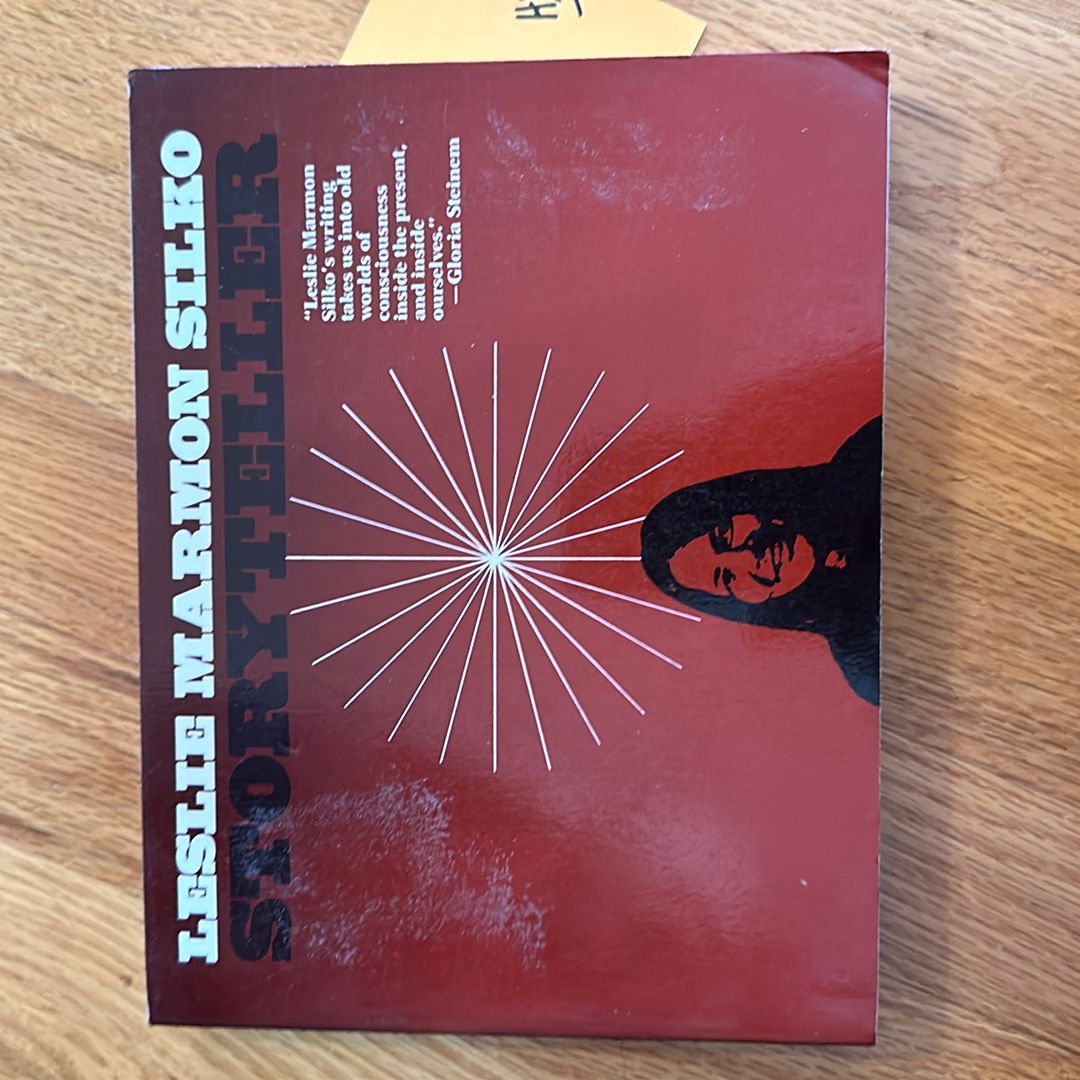 LESLIE MARMON SILKO
STORYTELLER
“Leslie Marmon
Silko’s writing
takes us into old
worlds of
consciousness
inside the present,
and inside
ourselves.”
—Gloria Steinem